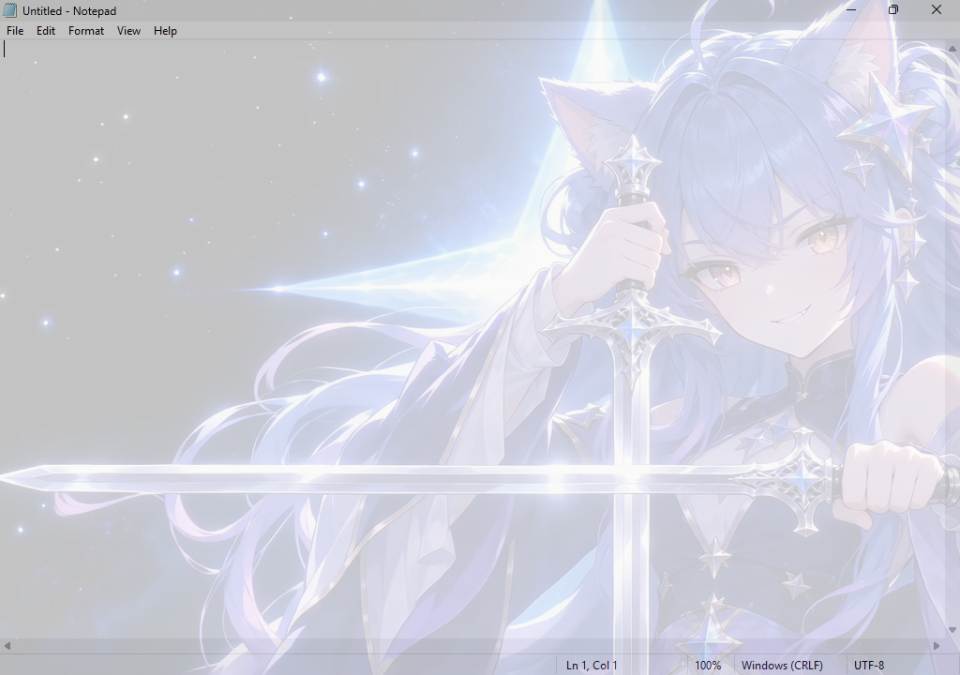 Untitled - Notepad
File Edit Format View Help
Ln 1, Col 1 100% Windows (CRLF) UTF-8